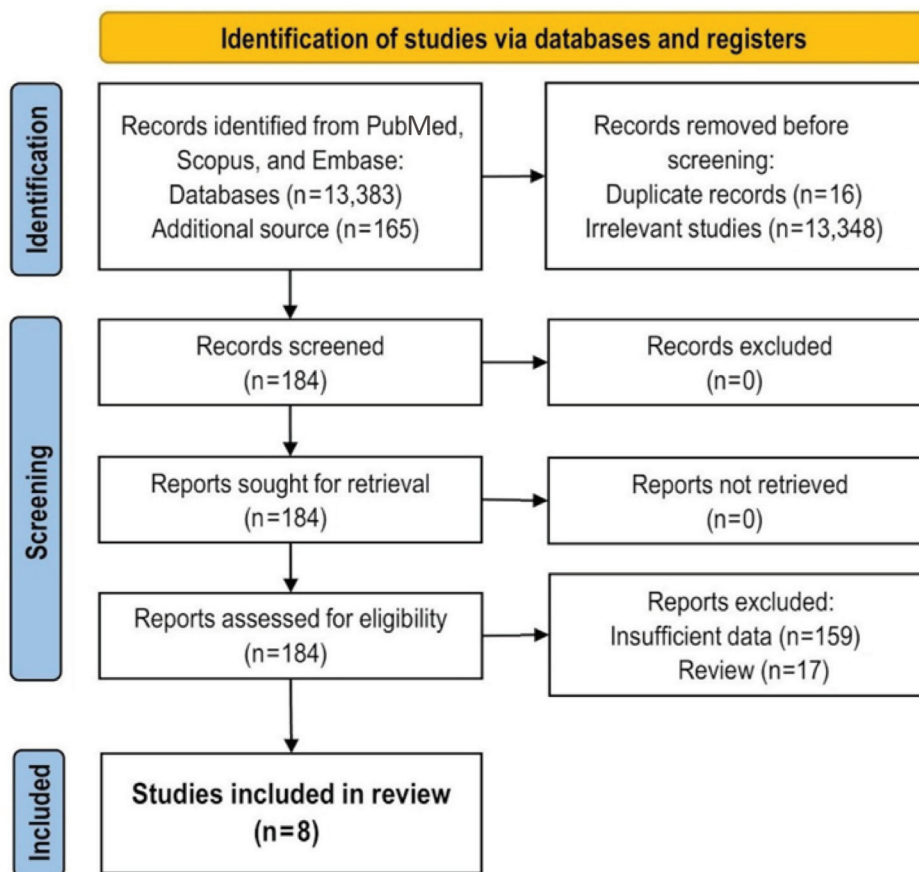 Identification of studies via databases and registers
Identification
Records identified from PubMed,
Scopus, and Embase:
Databases (n=13,383)
Additional source (n=165)
Records removed before
screening:
Duplicate records (n=16)
Irrelevant studies (n=13,348)
Screening
Records screened
(n=184)
Records excluded
(n=0)
Reports sought for retrieval
(n=184)
Reports not retrieved
(n=0)
Reports assessed for eligibility
(n=184)
Reports excluded:
Insufficient data (n=159)
Review (n=17)
Included
Studies included in review
(n=8)